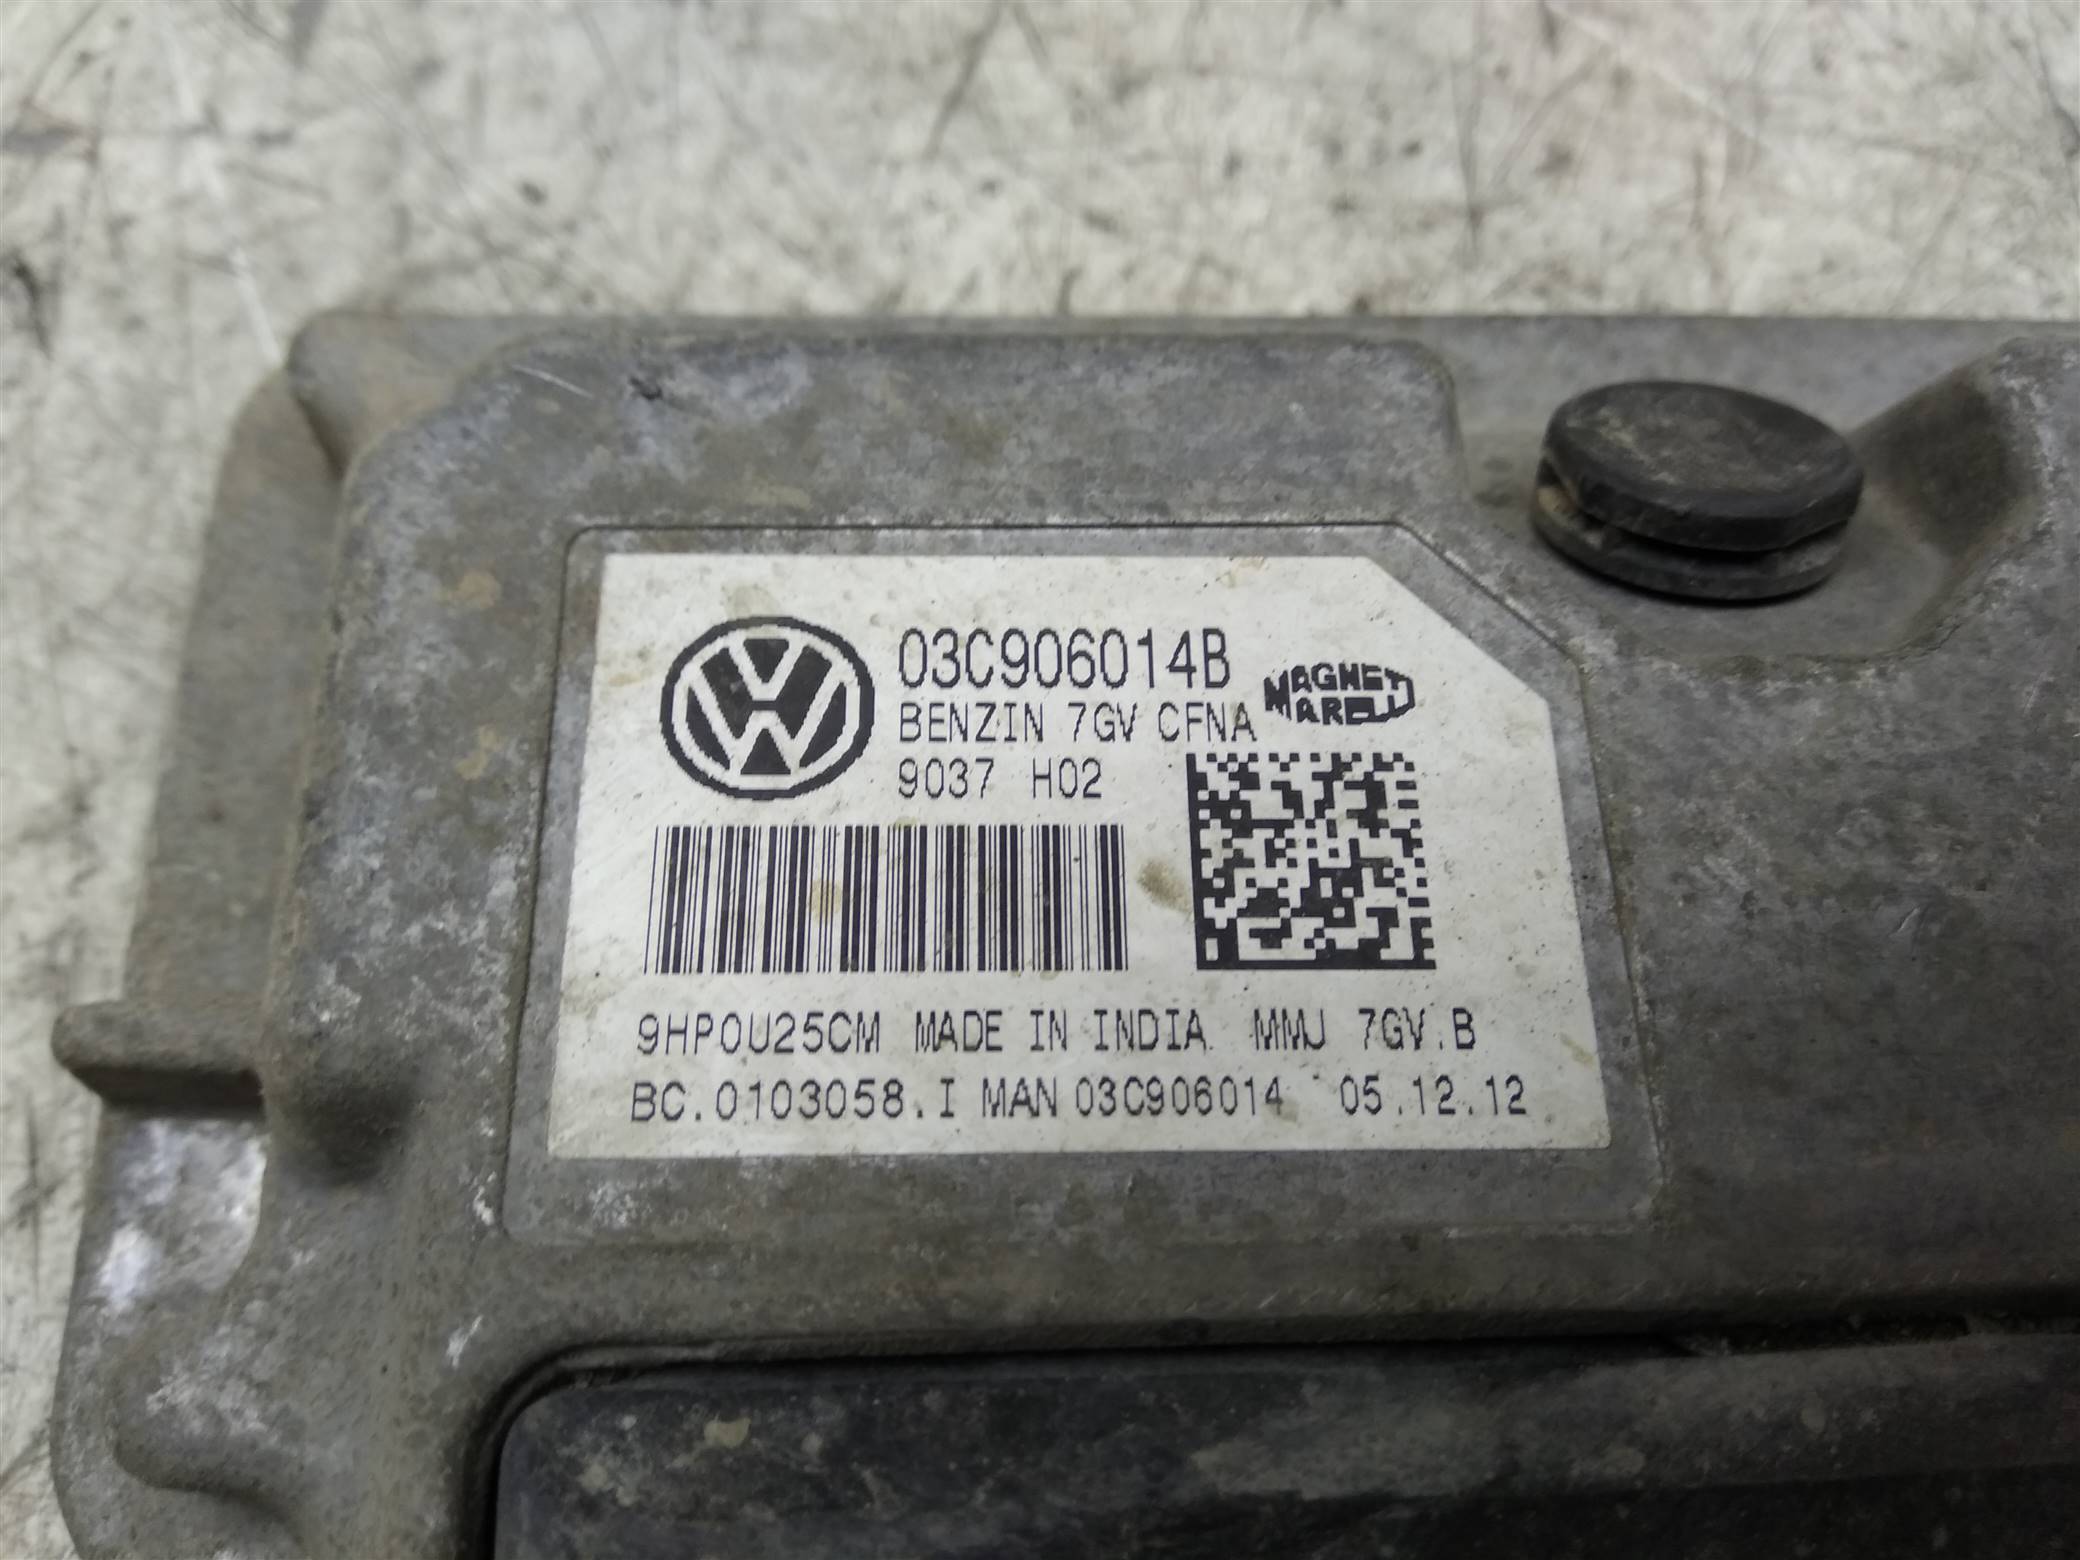 03C906014B
MAGNETI
MARELLI
BENZIN 7GV CFNA
9037 H02
9HP0U25CM MADE IN INDIA MMJ 7GV.B
BC.0103058.I MAN 03C906014 05.12.12